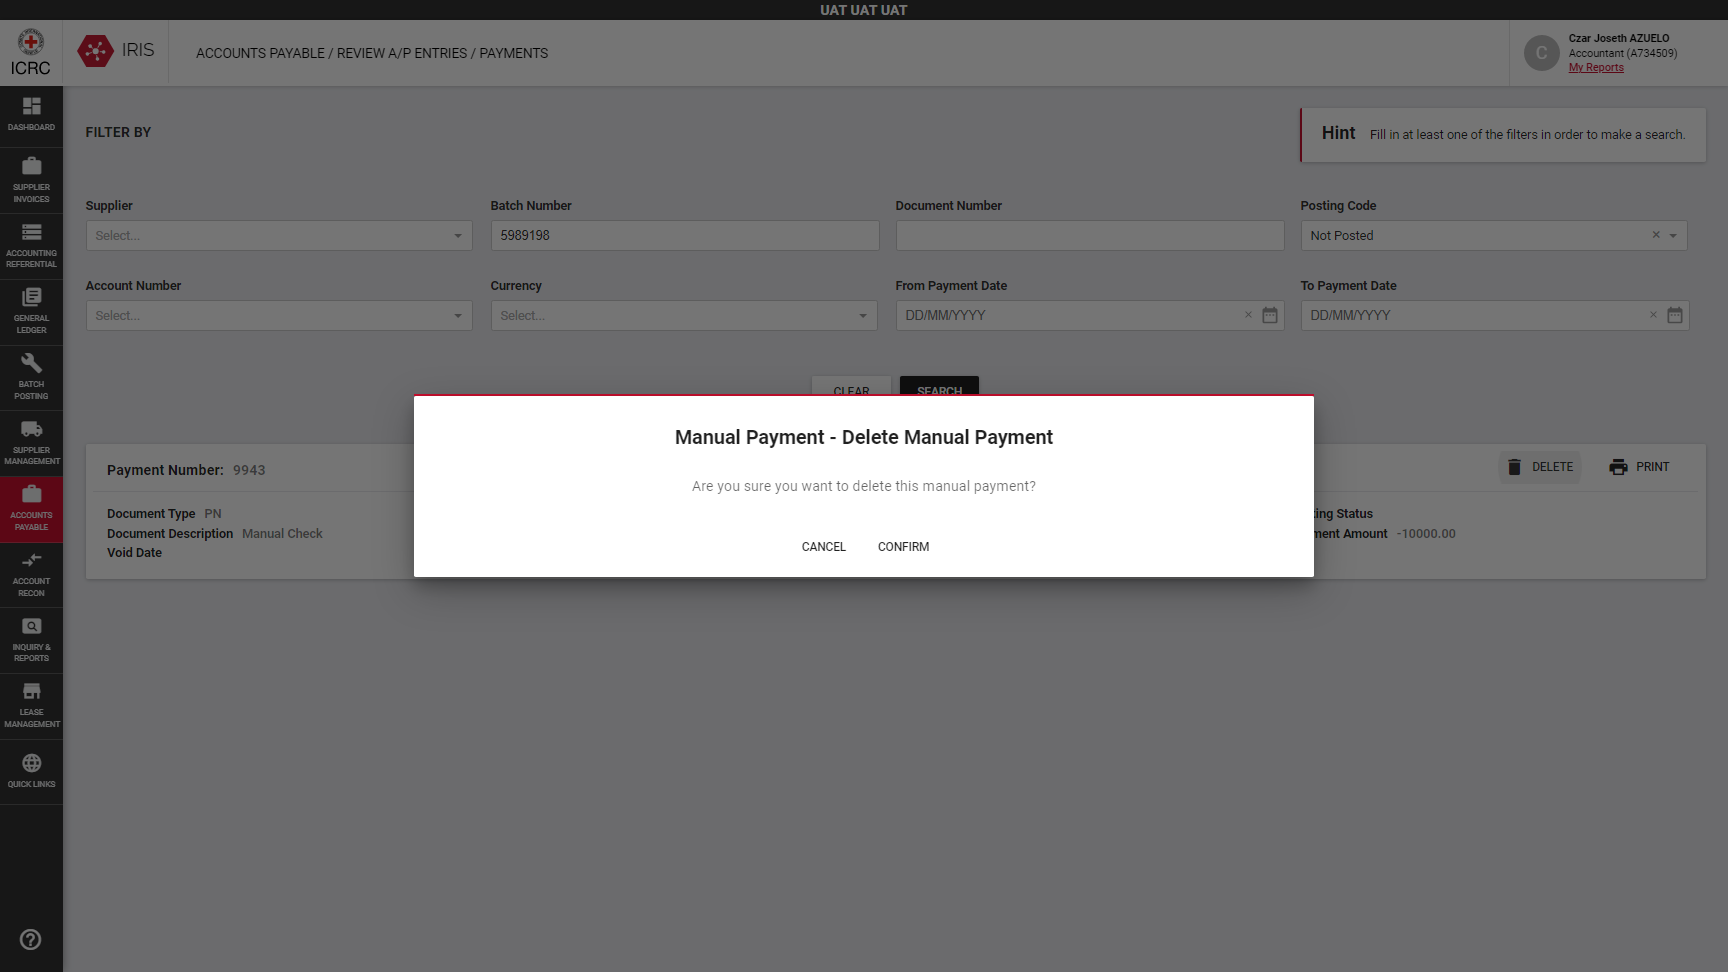 UAT UAT UAT
ICRC
IRIS
ACCOUNTS PAYABLE / REVIEW A/P ENTRIES / PAYMENTS
C
Czar Joseth AZUELO
Accountant (A734509)
My Reports
DASHBOARD
SUPPLIER
INVOICES
ACCOUNTING
REFERENTIAL
GENERAL
LEDGER
BATCH
POSTING
SUPPLIER
MANAGEMENT
ACCOUNTS
PAYABLE
ACCOUNT
RECON
INQUIRY &
REPORTS
LEASE
MANAGEMENT
QUICK LINKS
FILTER BY
Hint Fill in at least one of the filters in order to make a search.
Supplier
Select...
Batch Number
5989198
Document Number
Posting Code
Not Posted
Account Number
Select...
Currency
Select...
From Payment Date
DD/MM/YYYY
To Payment Date
DD/MM/YYYY
CLEAR
SEARCH
Manual Payment - Delete Manual Payment
Are you sure you want to delete this manual payment?
CANCEL
CONFIRM
Payment Number: 9943
DELETE
PRINT
Document Type PN
Document Description Manual Check
Void Date
ing Status
ment Amount -10000.00